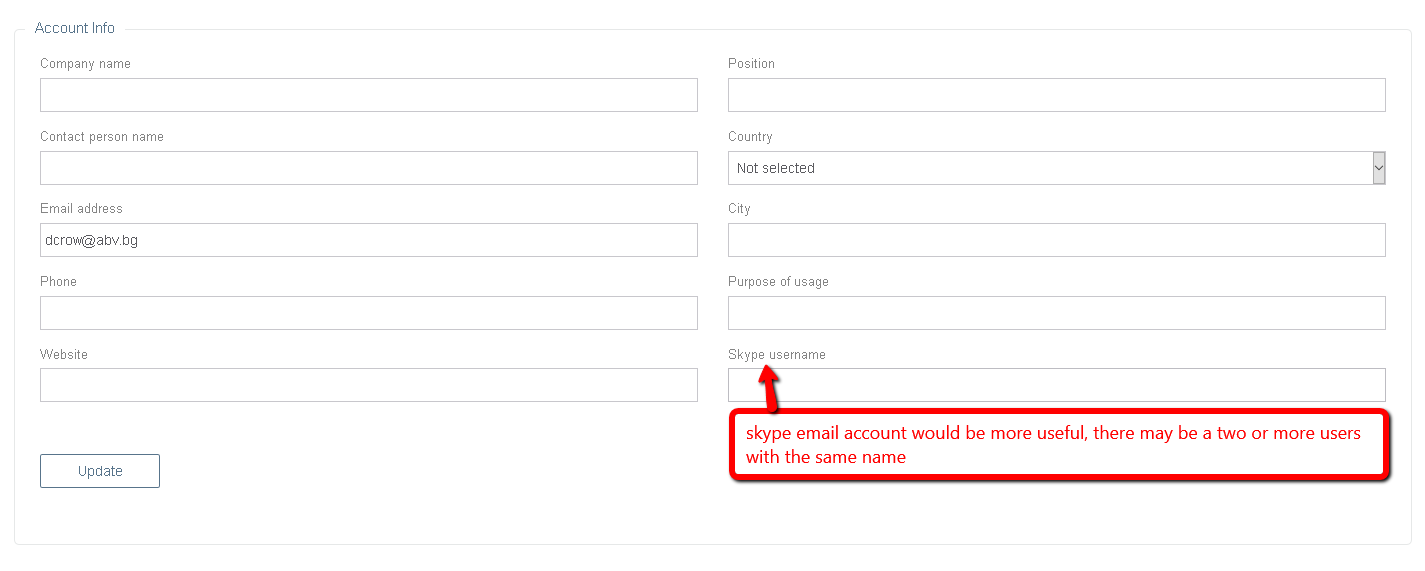 Account Info
Company name
Position
Contact person name
Country
Not selected
Email address
dcrow@abv.bg
City
Phone
Purpose of usage
Website
Skype username
skype email account would be more useful, there may be a two or more users
with the same name
Update